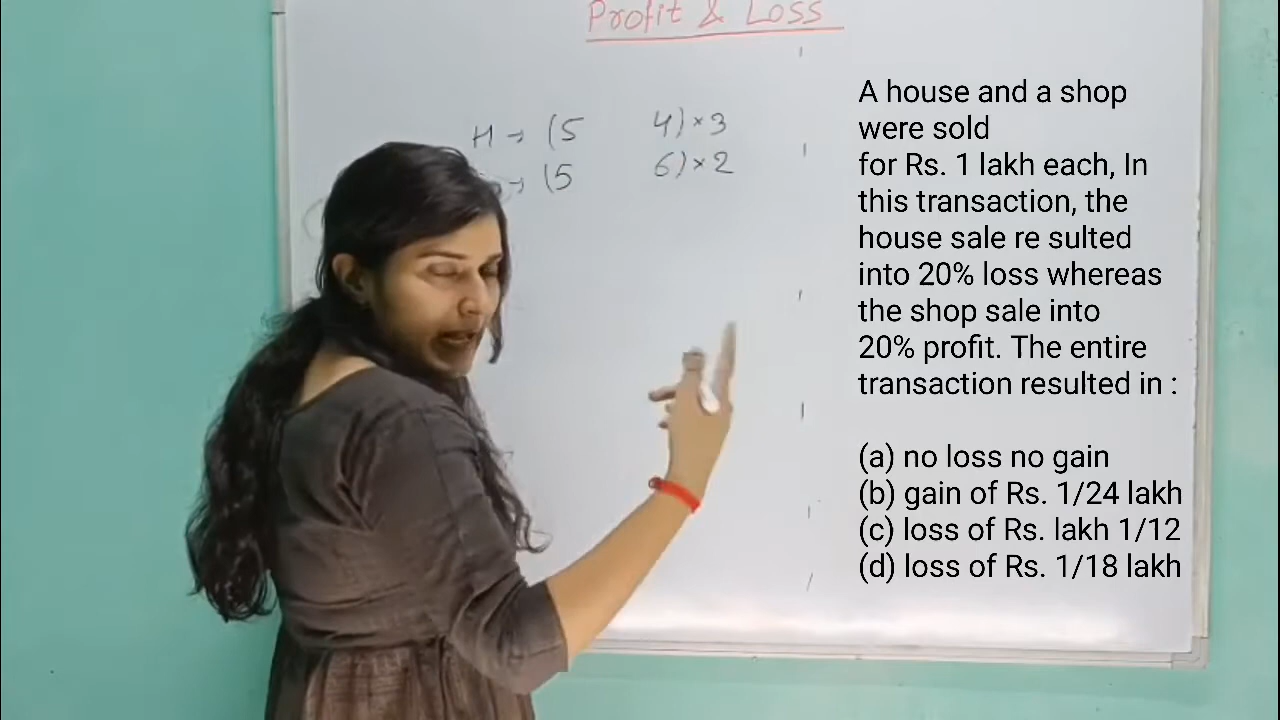 Profit & Loss
H → (5 4) × 3
→ (5 6) × 2
A house and a shop
were sold
for Rs. 1 lakh each, In
this transaction, the
house sale re sulted
into 20% loss whereas
the shop sale into
20% profit. The entire
transaction resulted in :
(a) no loss no gain
(b) gain of Rs. 1/24 lakh
(c) loss of Rs. lakh 1/12
(d) loss of Rs. 1/18 lakh